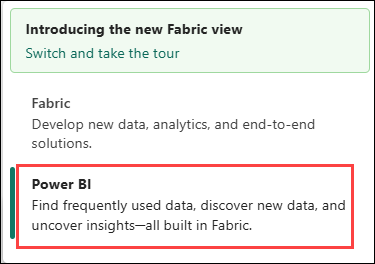 Introducing the new Fabric view
Switch and take the tour
Fabric
Develop new data, analytics, and end-to-end
solutions.
Power BI
Find frequently used data, discover new data, and
uncover insights—all built in Fabric.